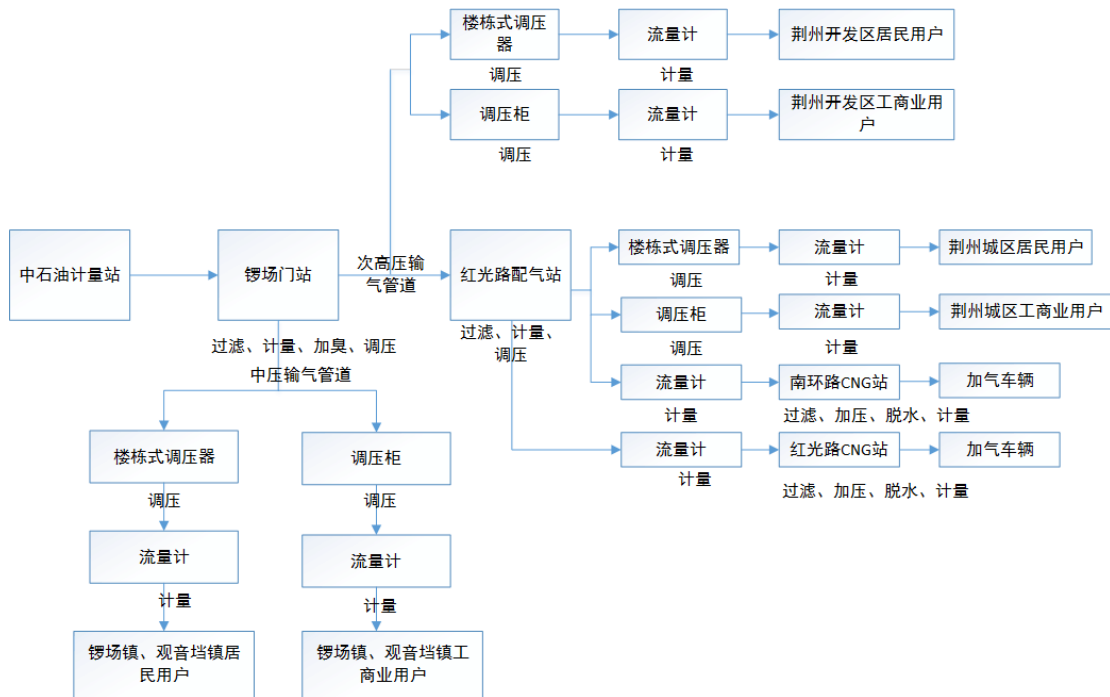 楼栋式调压
器
流量计
荆州开发区居民用户
调压
计量
调压柜
流量计
荆州开发区工商业用
户
调压
计量
中石油计量站
锣场门站
次高压输
气管道
红光路配气站
楼栋式调压器
流量计
荆州城区居民用户
调压
计量
调压柜
流量计
荆州城区工商业用户
调压
计量
过滤、计量、加臭、调压
中压输气管道
过滤、计量、
调压
流量计
南环路CNG站
加气车辆
计量
过滤、加压、脱水、计量
流量计
红光路CNG站
加气车辆
计量
过滤、加压、脱水、计量
楼栋式调压器
调压柜
调压
调压
流量计
流量计
计量
计量
锣场镇、观音垱镇居
民用户
锣场镇、观音垱镇工
商业用户